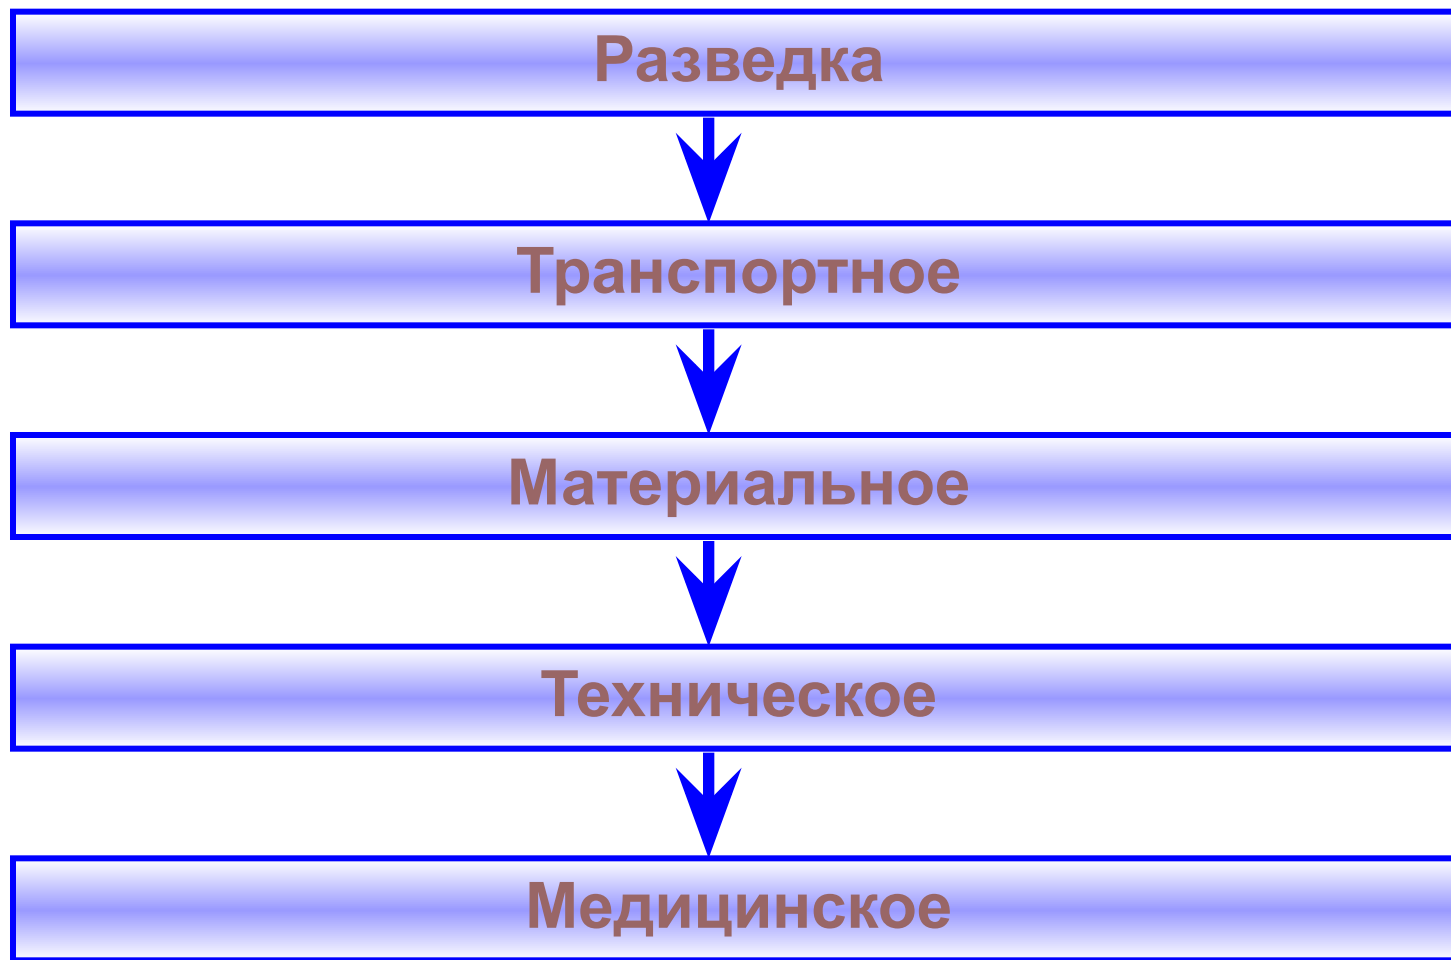 Разведка
Транспортное
Материальное
Техническое
Медицинское